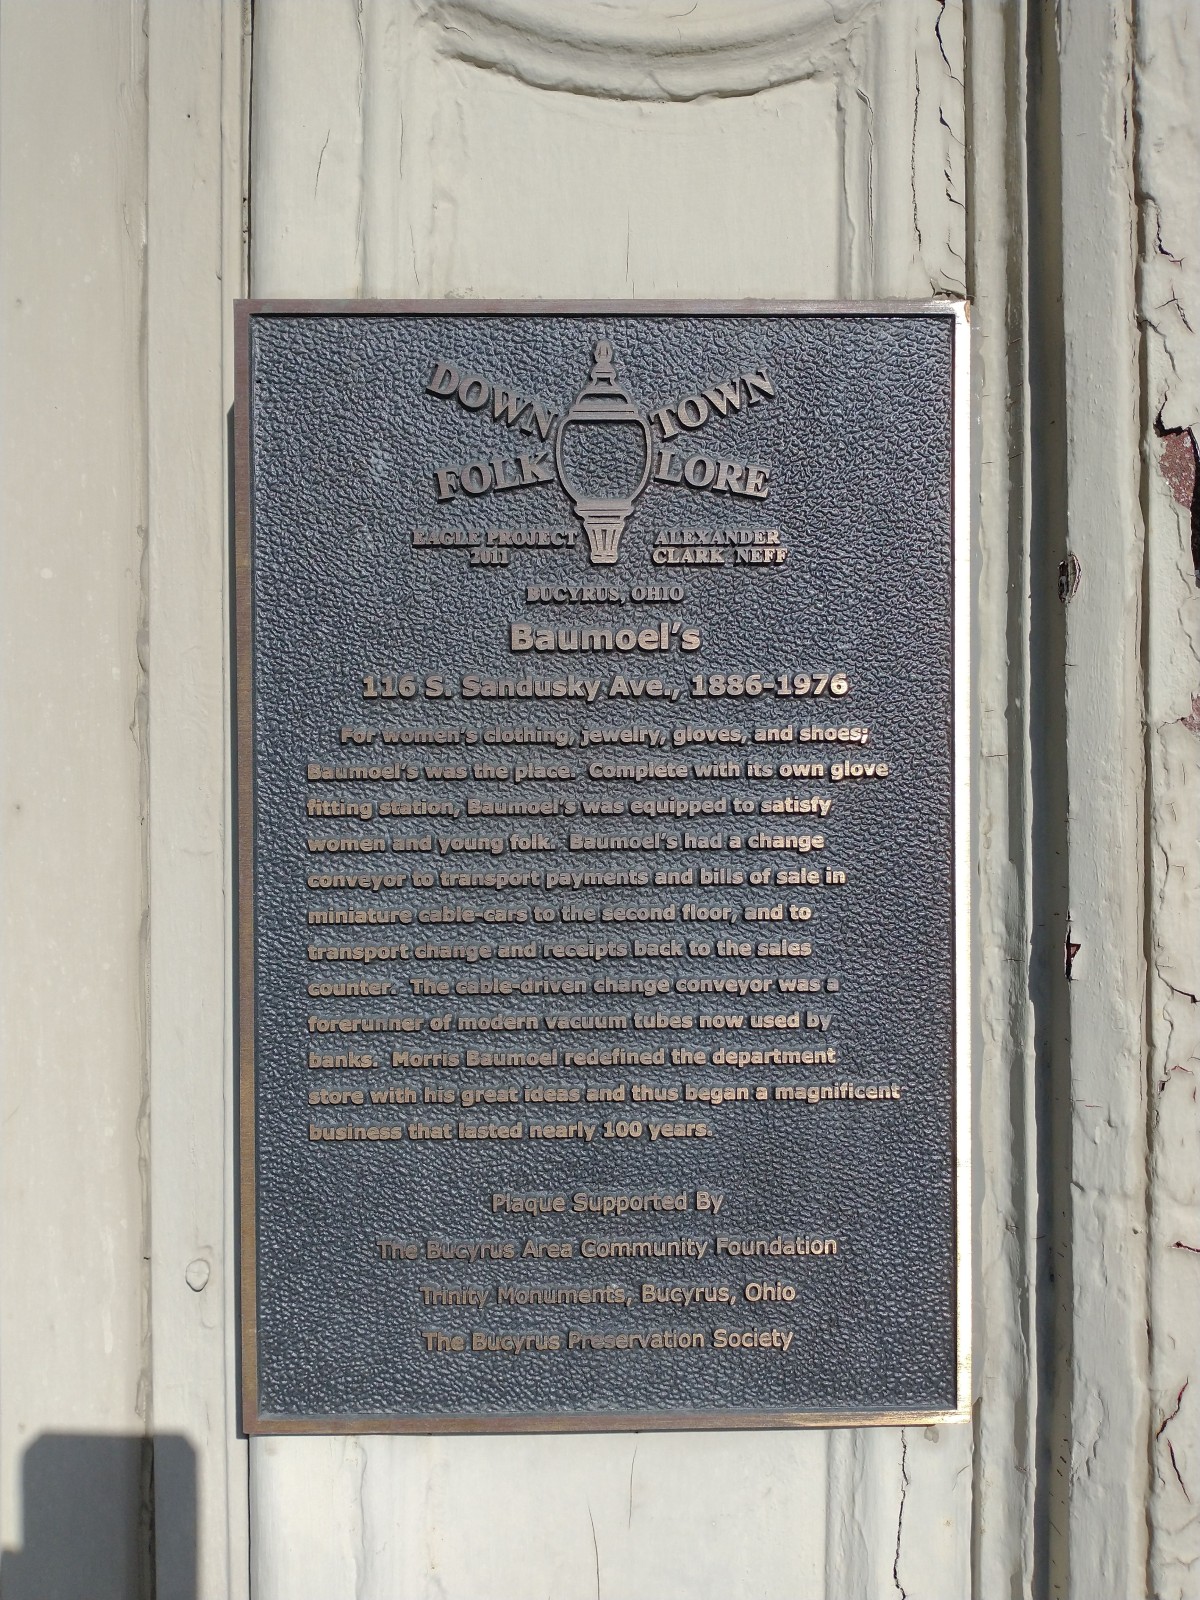 DOWN TOWN
FOLK LORE
EAGLE PROJECT 2011
ALEXANDER CLARK NEFF
BUCYRUS, OHIO
Baumoel's
116 S. Sandusky Ave., 1886-1976
For women's clothing, jewelry, gloves, and shoes;
Baumoel's was the place. Complete with its own glove
fitting station, Baumoel's was equipped to satisfy
women and young folk. Baumoel's had a change
conveyor to transport payments and bills of sale in
miniature cable-cars to the second floor, and to
transport change and receipts back to the sales
counter. The cable-driven change conveyor was a
forerunner of modern vacuum tubes now used by
banks. Morris Baumoel redefined the department
store with his great ideas and thus began a magnificent
business that lasted nearly 100 years.
Plaque Supported By
The Bucyrus Area Community Foundation
Trinity Monuments, Bucyrus, Ohio
The Bucyrus Preservation Society